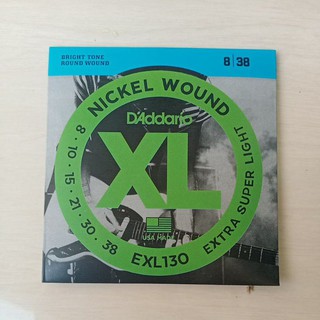 BRIGHT TONE
ROUND WOUND
8|38
NICKEL WOUND
D'Addario
XL
USA MADE
8·10·15·21·30·38
EXL130
EXTRA SUPER LIGHT